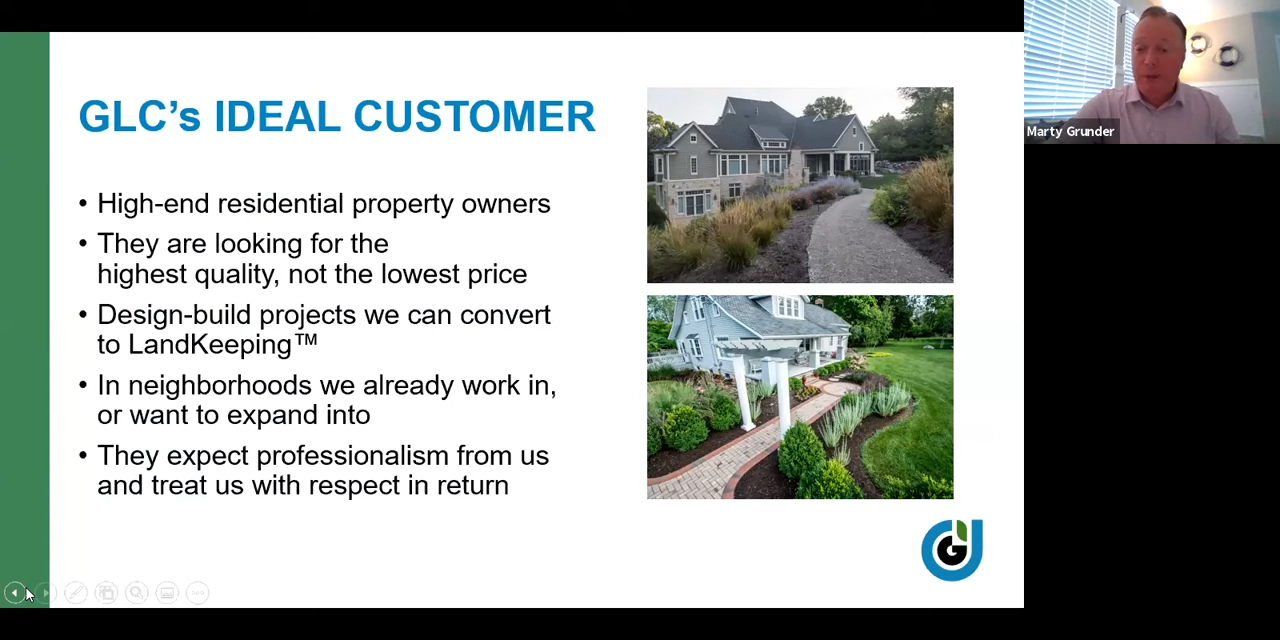 GLC’s IDEAL CUSTOMER
• High-end residential property owners
• They are looking for the
highest quality, not the lowest price
• Design-build projects we can convert
to LandKeeping™
• In neighborhoods we already work in,
or want to expand into
• They expect professionalism from us
and treat us with respect in return
G
Marty Grunder